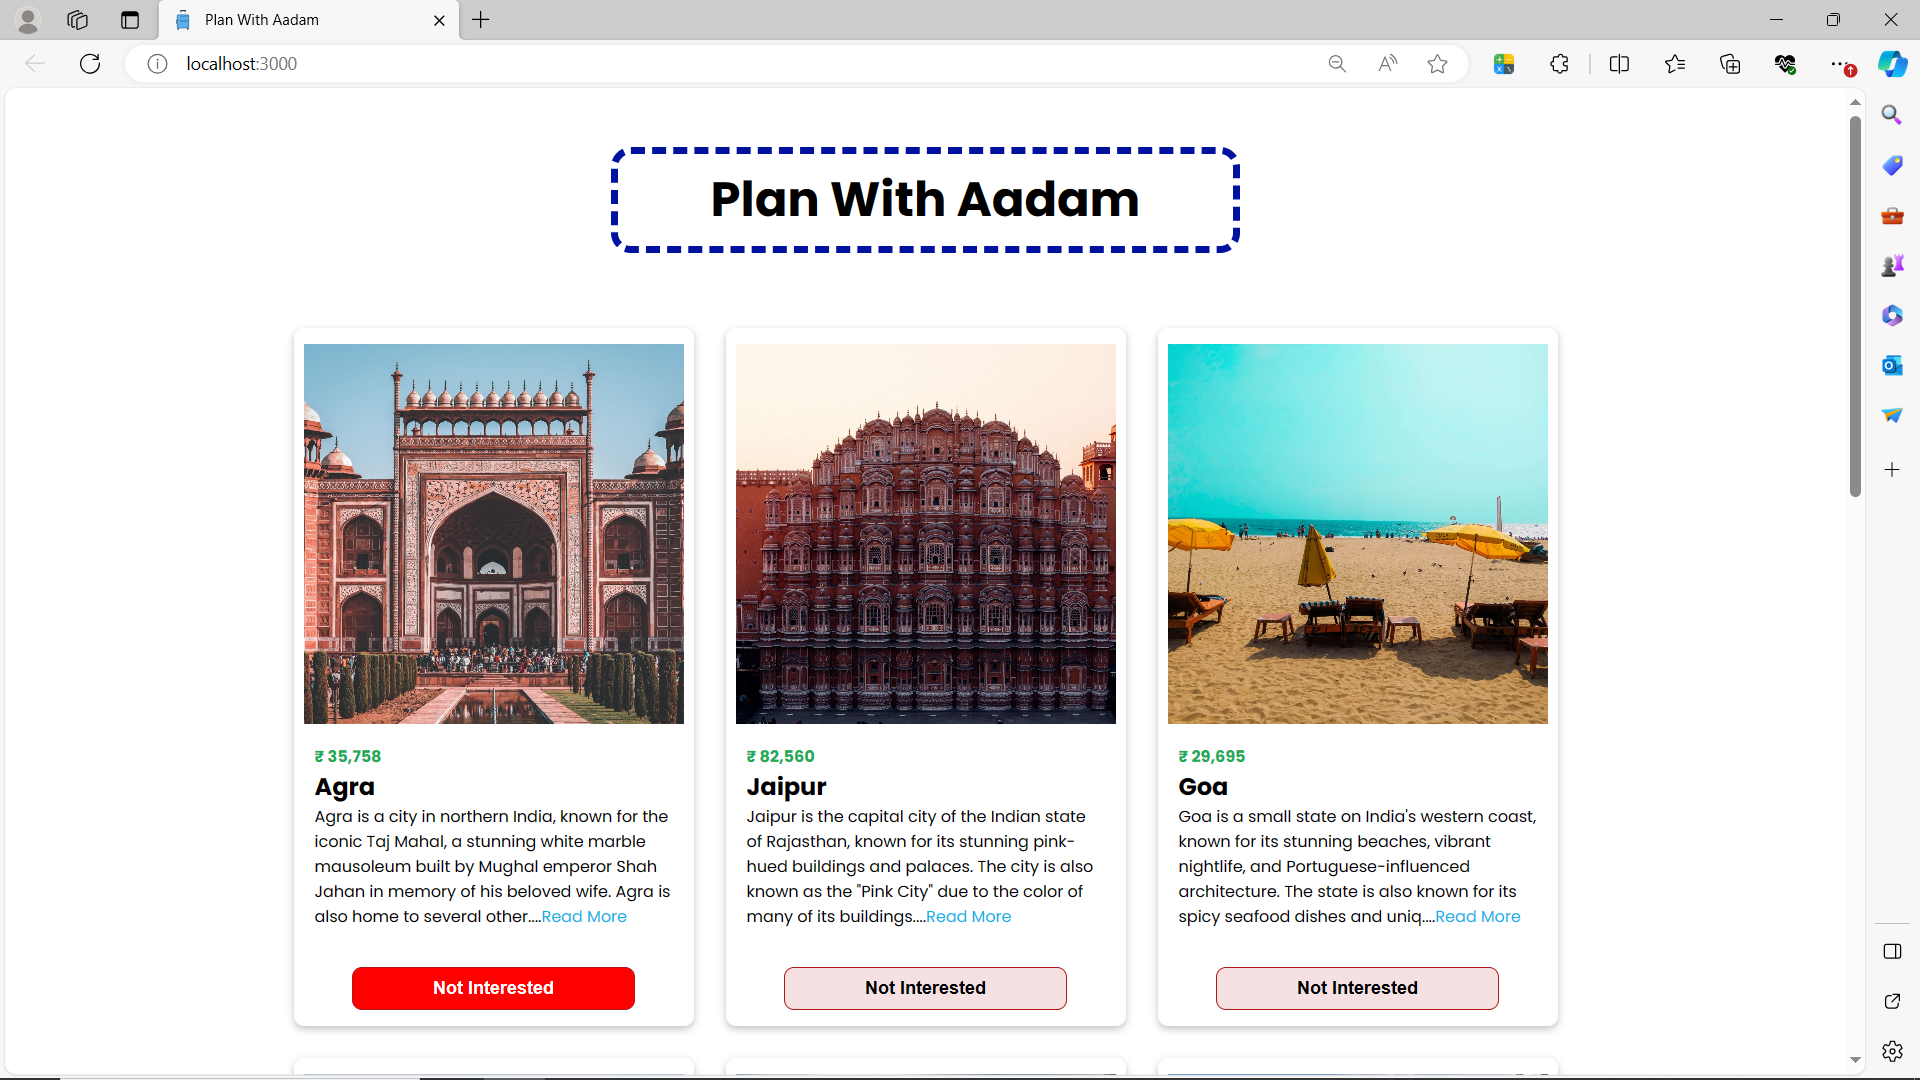 Plan With Aadam
localhost:3000
Plan With Aadam
₹ 35,758
Agra
Agra is a city in northern India, known for the
iconic Taj Mahal, a stunning white marble
mausoleum built by Mughal emperor Shah
Jahan in memory of his beloved wife. Agra is
also home to several other....Read More
Not Interested
₹ 82,560
Jaipur
Jaipur is the capital city of the Indian state
of Rajasthan, known for its stunning pink-
hued buildings and palaces. The city is also
known as the "Pink City" due to the color of
many of its buildings....Read More
Not Interested
₹ 29,695
Goa
Goa is a small state on India's western coast,
known for its stunning beaches, vibrant
nightlife, and Portuguese-influenced
architecture. The state is also known for its
spicy seafood dishes and uniq....Read More
Not Interested